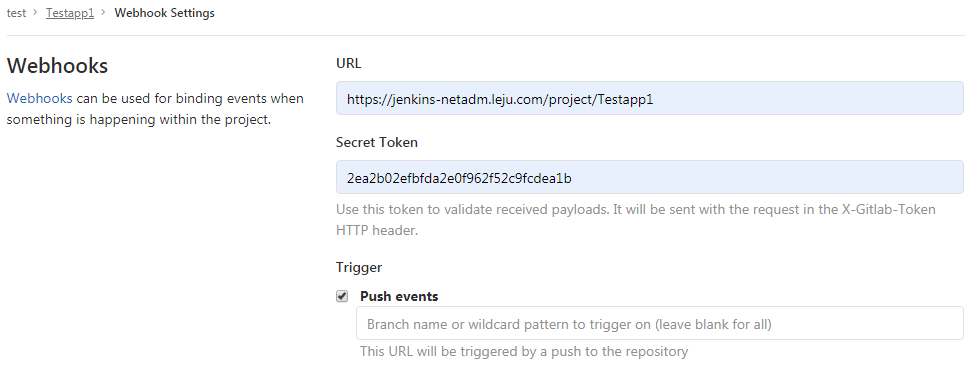 test > Testapp1 > Webhook Settings
Webhooks
Webhooks can be used for binding events when
something is happening within the project.
URL
https://jenkins-netadm.leju.com/project/Testapp1
Secret Token
2ea2b02efbfda2e0f962f52c9fcdea1b
Use this token to validate received payloads. It will be sent with the request in the X-Gitlab-Token
HTTP header.
Trigger
Push events
Branch name or wildcard pattern to trigger on (leave blank for all)
This URL will be triggered by a push to the repository